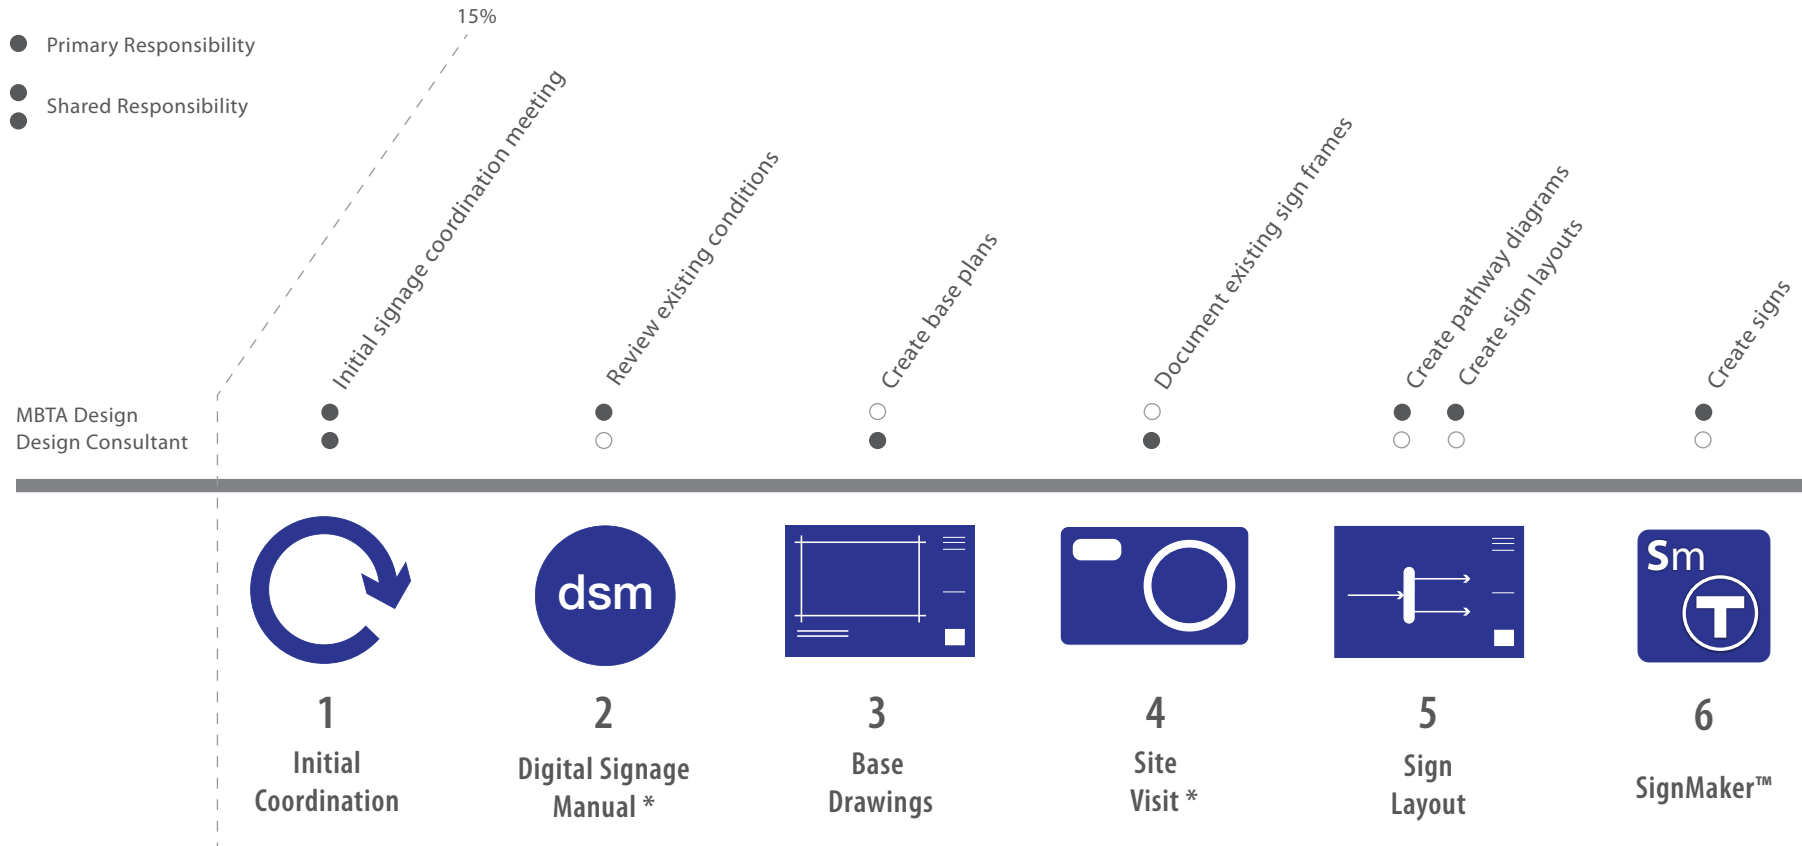 15%
Primary Responsibility
Shared Responsibility
Initial signage coordination meeting
Review existing conditions
Create base plans
Document existing sign frames
Create pathway diagrams
Create sign layouts
Create signs
MBTA Design
Design Consultant
dsm
Sm
T
1
Initial
Coordination
2
Digital Signage
Manual *
3
Base
Drawings
4
Site
Visit *
5
Sign
Layout
6
SignMaker™